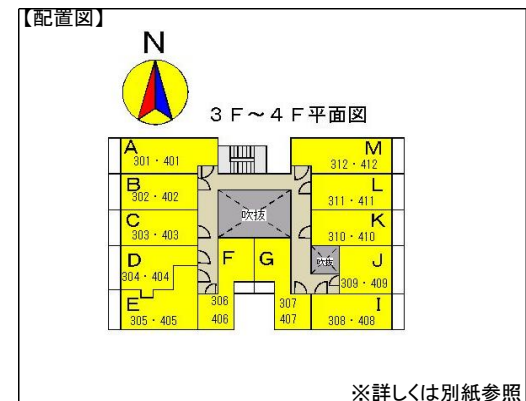 【配置図】
N
3F～4F平面図
A
301・401
M
312・412
B
302・402
L
311・411
吹抜
C
303・403
K
310・410
D
304・404
F
G
吹抜
J
309・409
E
305・405
306
406
307
407
I
308・408
※詳しくは別紙参照